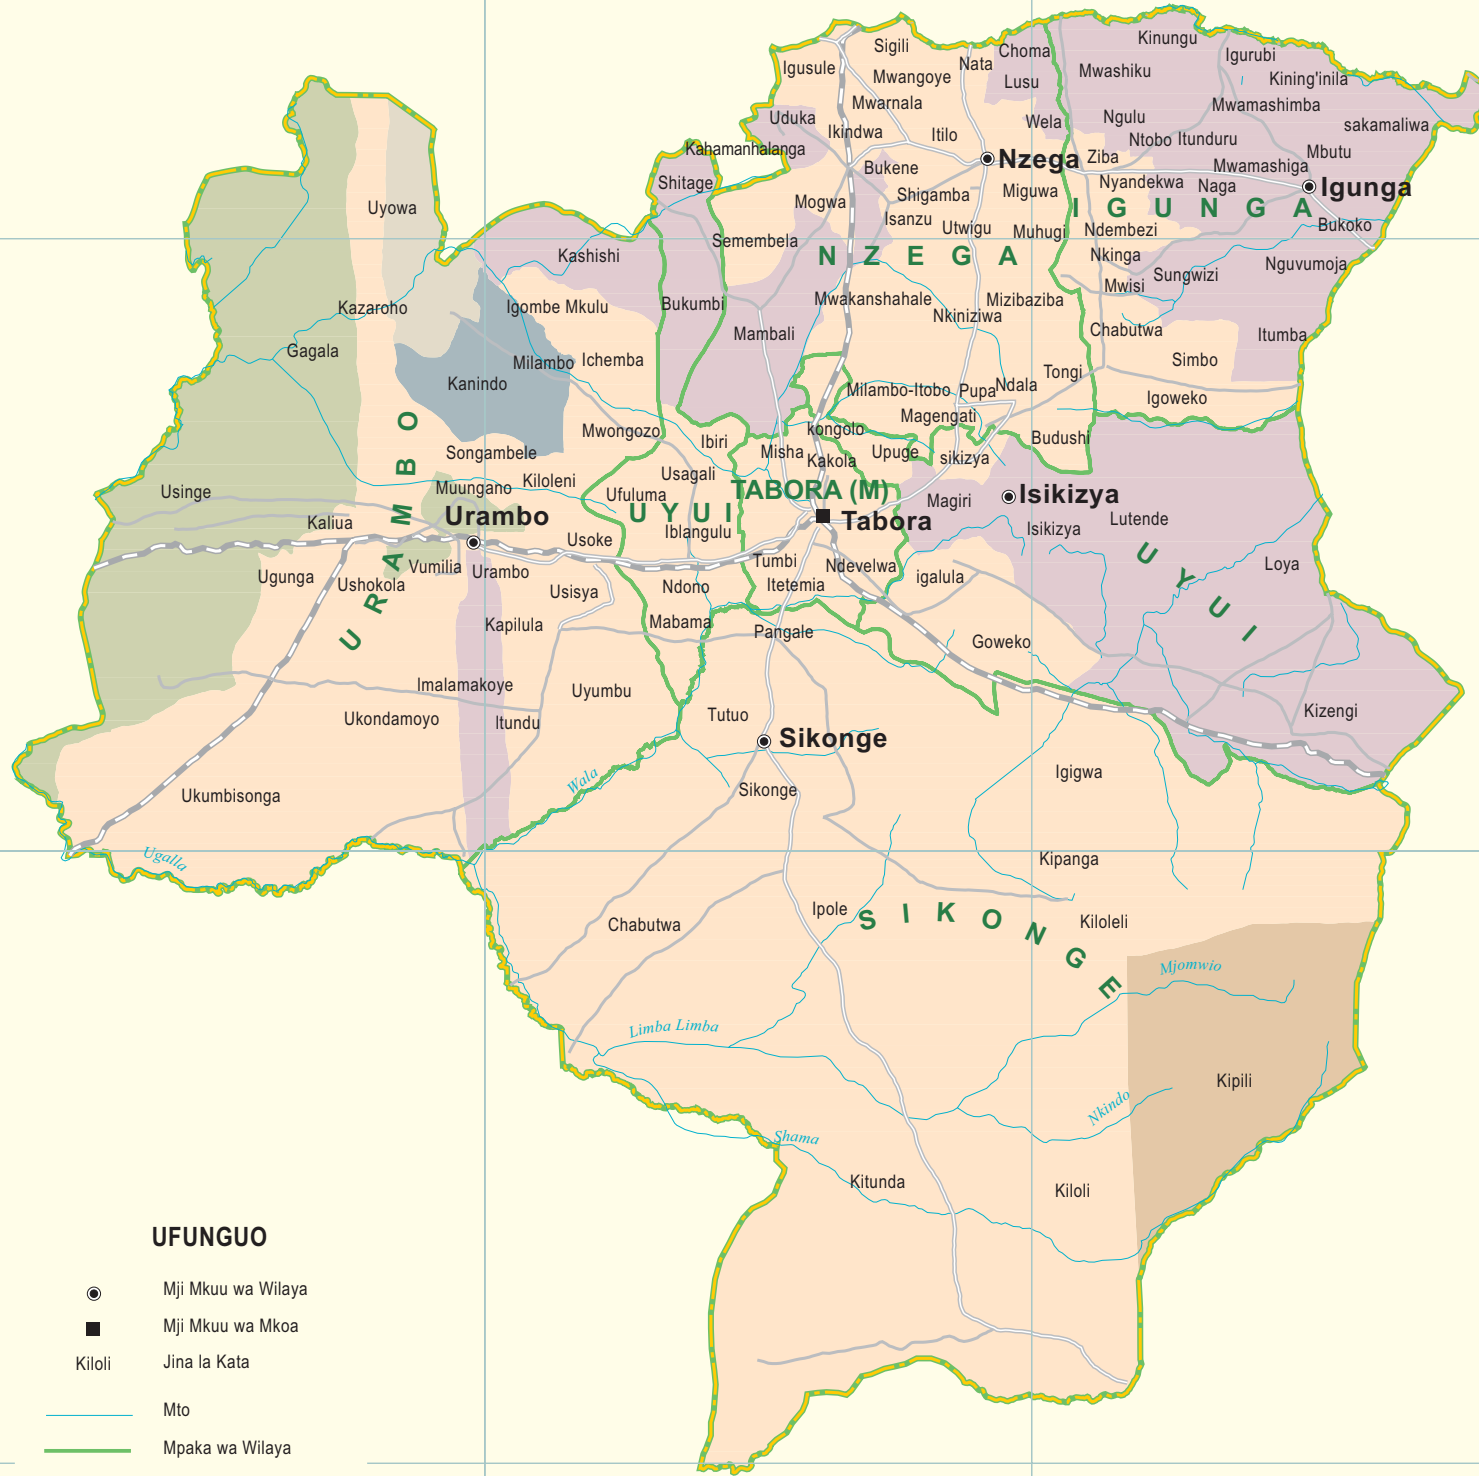 Sigili
Choma
Kinungu
Igurubi
Igusule
Mwangoye
Nata
Lusu
Mwashiku
Kining'inila
Mwarnala
Mwamashimba
Uduka
Ikindwa
Itilo
Wela
Ngulu
sakamaliwa
Kahamanhalanga
Nzega
Ntobo
Itunduru
Ziba
Mbutu
Shitage
Bukene
Mwamashiga
Igunga
Uyowa
Mogwa
Shigamba
Miguwa
Nyandekwa
Naga
I G U N G A
Isanzu
Utwigu
Muhugi
Ndembezi
Bukoko
Semembela
N Z E G A
Kashishi
Nkinga
Sungwizi
Nguvumoja
Mwisi
Kazaroho
Igombe Mkulu
Bukumbi
Mwakanshahale
Mizibaziba
Nkiniziwa
Mambali
Chabutwa
Itumba
Gagala
Milambo
Ichemba
Simbo
Kanindo
Tongi
Milambo-Itobo
Pupa
Ndala
Igoweko
Magengati
Mwongozo
Ibiri
kongolo
Budushi
Songambele
Misha
Kakola
Upuge
sikizya
Usinge
Muungano
Kiloleni
Usagali
Ufuluma
TABORA (M)
Magiri
Isikizya
Kaliua
Urambo
U Y U I
Tabora
Isikizya
Lutende
Usoke
Iblangulu
U R A M B O
Ugunga
Ushokola
Vumilia
Urambo
Tumbi
Ndevelwa
igalula
U Y U I
Loya
Usisya
Ndono
Itetemia
Kapilula
Mabama
Pangale
Goweko
Imalamakoye
Uyumbu
Ukondamoyo
Itundu
Tutuo
Sikonge
Kizengi
Ukumbisonga
Wala
Sikonge
Igigwa
Ugalla
Kipanga
Chabutwa
Ipole
S I K O N G E
Kiloleli
Mjomwio
Limba Limba
Kipili
Nkindo
Shama
Kitunda
Kiloli
UFUNGUO
Mji Mkuu wa Wilaya
Mji Mkuu wa Mkoa
Kiloli Jina la Kata
Mto
Mpaka wa Wilaya